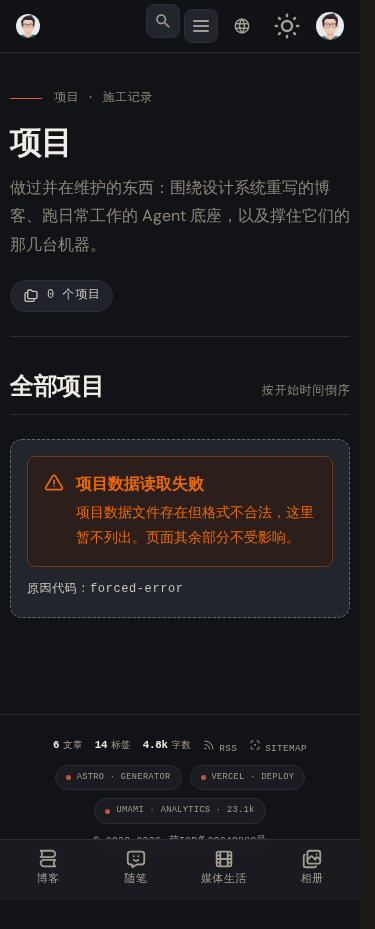 项目 · 施工记录
项目
做过并在维护的东西：围绕设计系统重写的博
客、跑日常工作的 Agent 底座，以及撑住它们的
那几台机器。
0 个项目
全部项目
按开始时间倒序
项目数据读取失败
项目数据文件存在但格式不合法，这里
暂不列出。页面其余部分不受影响。
原因代码：forced-error
6 文章 14 标签 4.8k 字数 RSS SITEMAP
ASTRO · GENERATOR VERCEL · DEPLOY
UMAMI · ANALYTICS · 23.1k
博客 随笔 媒体生活 相册